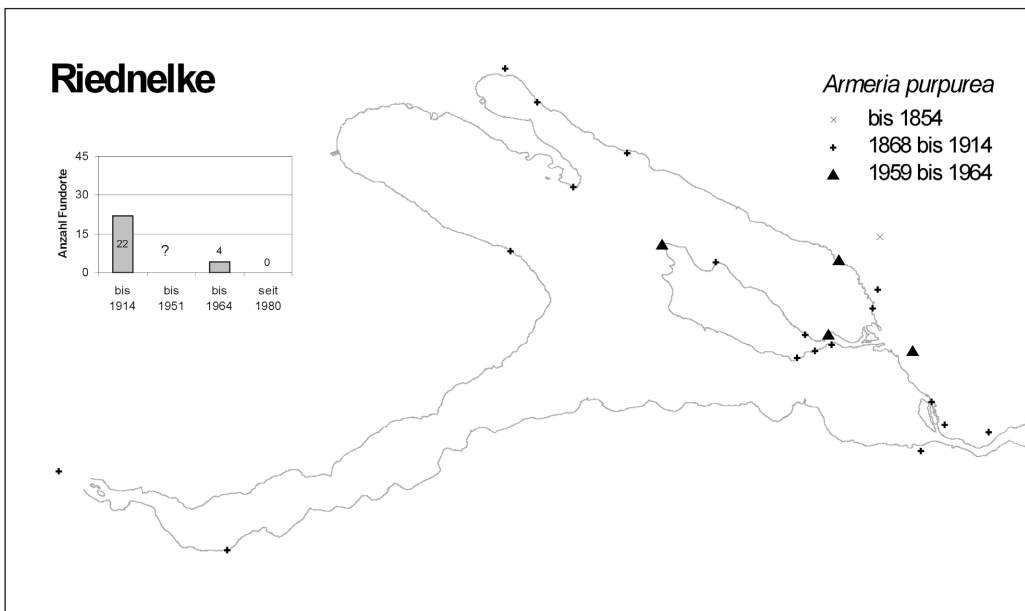 Riednelke
Armeria purpurea
bis 1854
1868 bis 1914
1959 bis 1964
Anzahl Fundorte
45
30
15
0
22
?
4
0
bis 1914
bis 1951
bis 1964
seit 1980